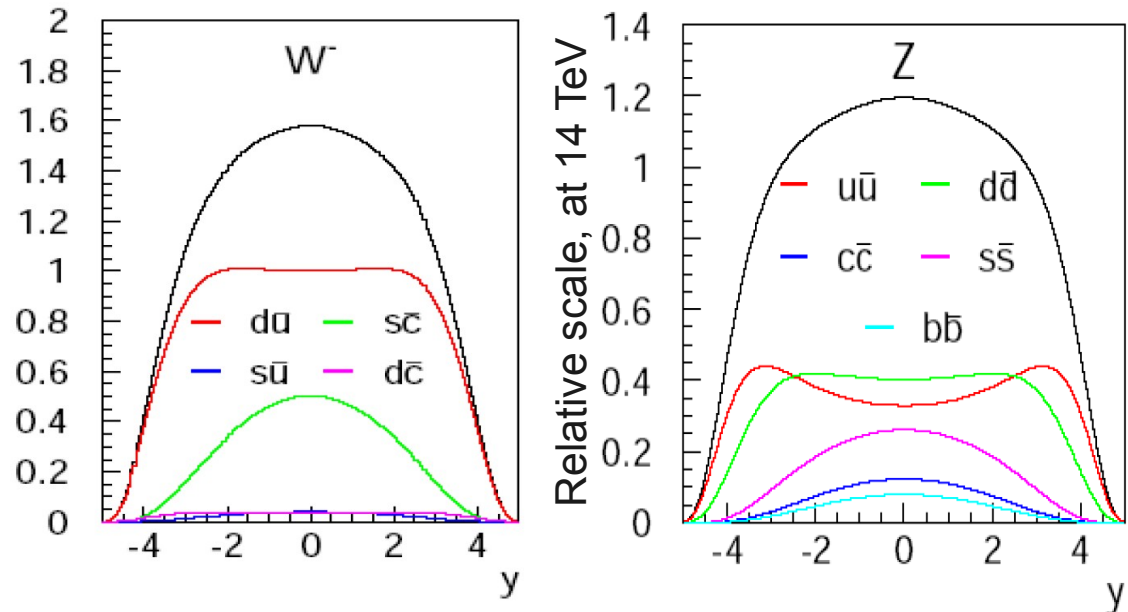 W⁻
2
1.8
1.6
1.4
1.2
1
0.8
0.6
0.4
0.2
0
dū sc̄
sū dc̄
-4 -2 0 2 4
y
Relative scale, at 14 TeV
Z
1.4
1.2
1
0.8
0.6
0.4
0.2
0
uū dd̄
cc̄ ss̄
bb̄
-4 -2 0 2 4
y